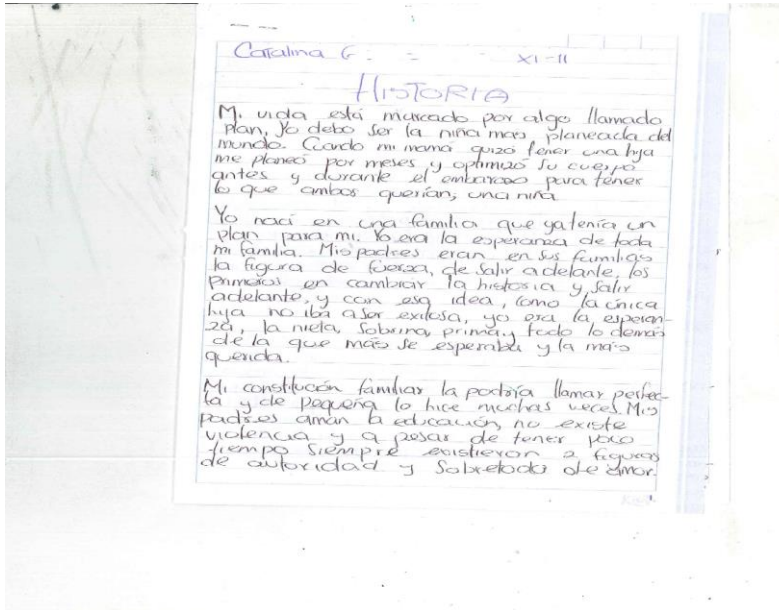 Catalina G. XI-11
HISTORIA
Mi vida está marcado por algo llamado
plan, Yo debo ser la niña mas planeada del
mundo. Cuando mi mamá quizó tener una hija
me planeó por meses y optimizó su cuerpo
antes y durante el embarazo para tener
lo que ambos querían, una niña
Yo nací en una familia que ya tenía un
plan para mi. Yo era la esperanza de toda
mi familia. Mis padres eran en sus familias
la figura de fuerza, de salir adelante, los
primeros en cambiar la historia y salir
adelante, y con esa idea, como la única
hija no iba a ser exitosa, yo era la esperan-
za, la nieta, sobrina, prima y todo lo demás
de la que más se esperaba y la más
querida.
Mi constitución familiar la podría llamar perfec-
ta y de pequeña lo hice muchas veces. Mis
padres aman la educación, no existe
violencia y a pesar de tener poco
tiempo siempre existieron 2 figuras
de autoridad y sobretodo de amor.